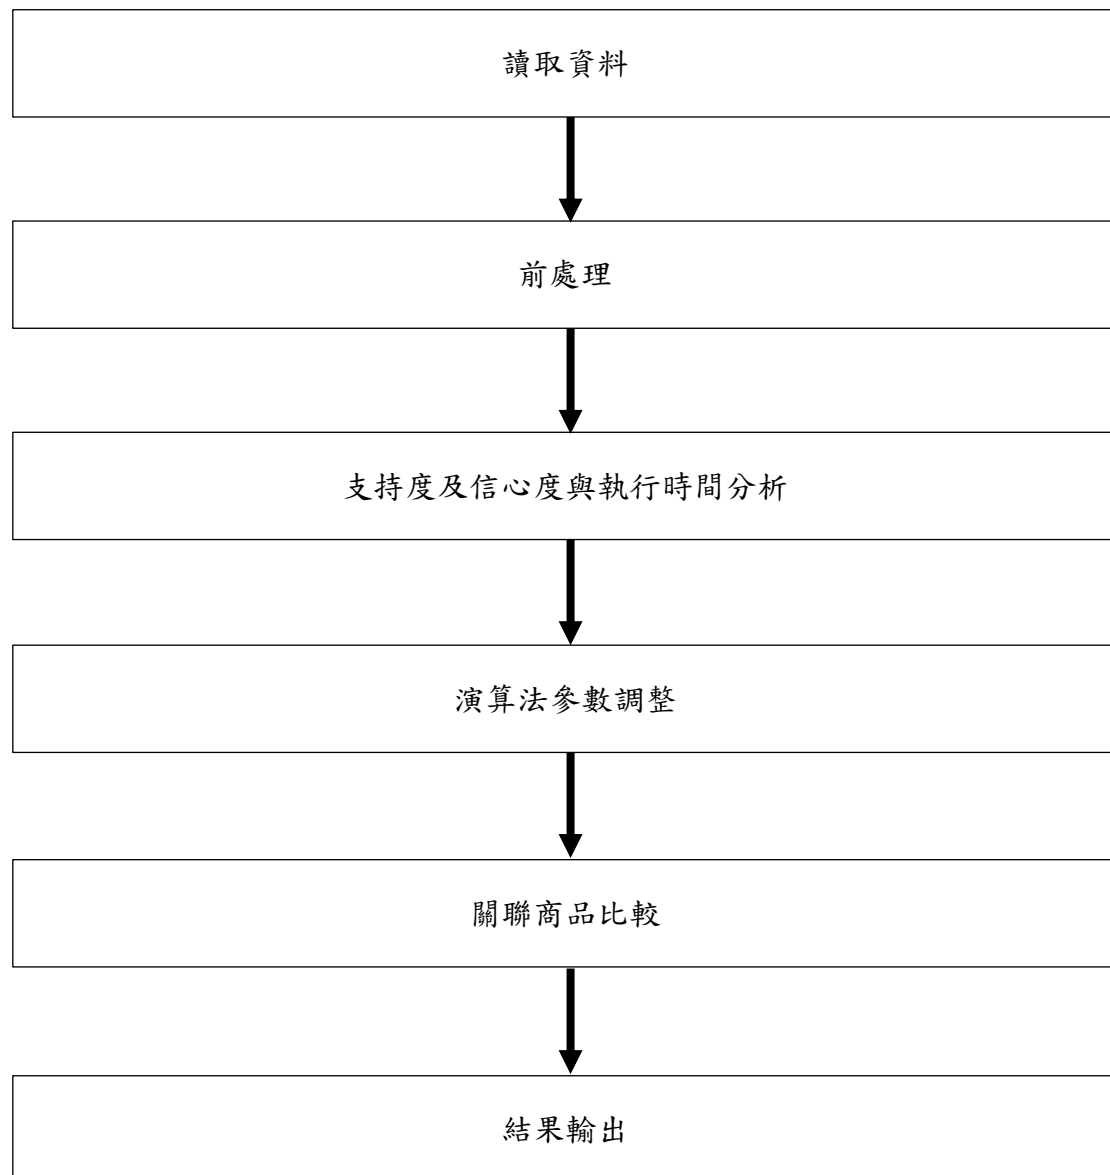 讀取資料
前處理
支持度及信心度與執行時間分析
演算法參數調整
關聯商品比較
結果輸出